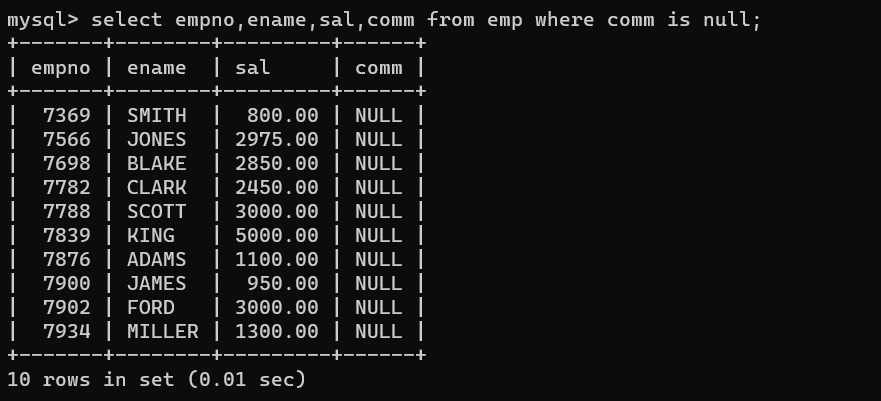 mysql> select empno,ename,sal,comm from emp where comm is null;
+-------+--------+---------+------+
| empno | ename  | sal     | comm |
+-------+--------+---------+------+
|  7369 | SMITH  |  800.00 | NULL |
|  7566 | JONES  | 2975.00 | NULL |
|  7698 | BLAKE  | 2850.00 | NULL |
|  7782 | CLARK  | 2450.00 | NULL |
|  7788 | SCOTT  | 3000.00 | NULL |
|  7839 | KING   | 5000.00 | NULL |
|  7876 | ADAMS  | 1100.00 | NULL |
|  7900 | JAMES  |  950.00 | NULL |
|  7902 | FORD   | 3000.00 | NULL |
|  7934 | MILLER | 1300.00 | NULL |
+-------+--------+---------+------+
10 rows in set (0.01 sec)